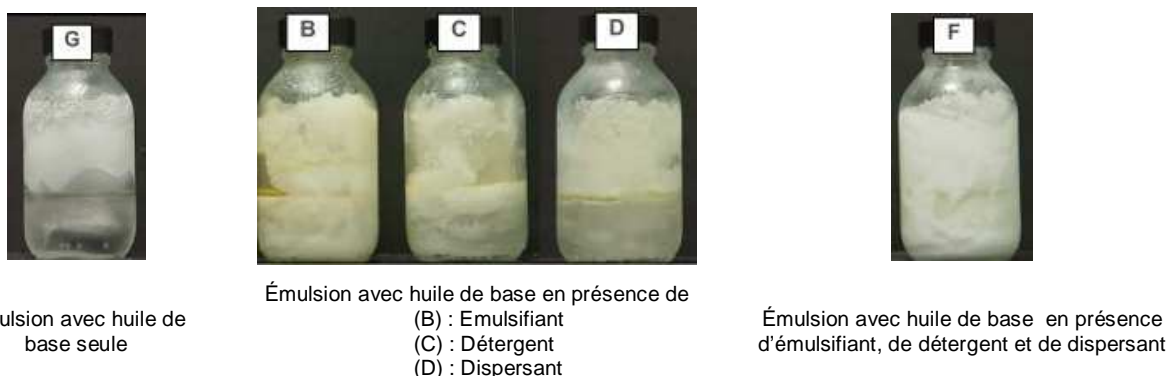 G
B C D
F
ulsion avec huile de
base seule
Émulsion avec huile de base en présence de
(B) : Emulsifiant
(C) : Détergent
(D) : Dispersant
Émulsion avec huile de base en présence
d'émulsifiant, de détergent et de dispersant